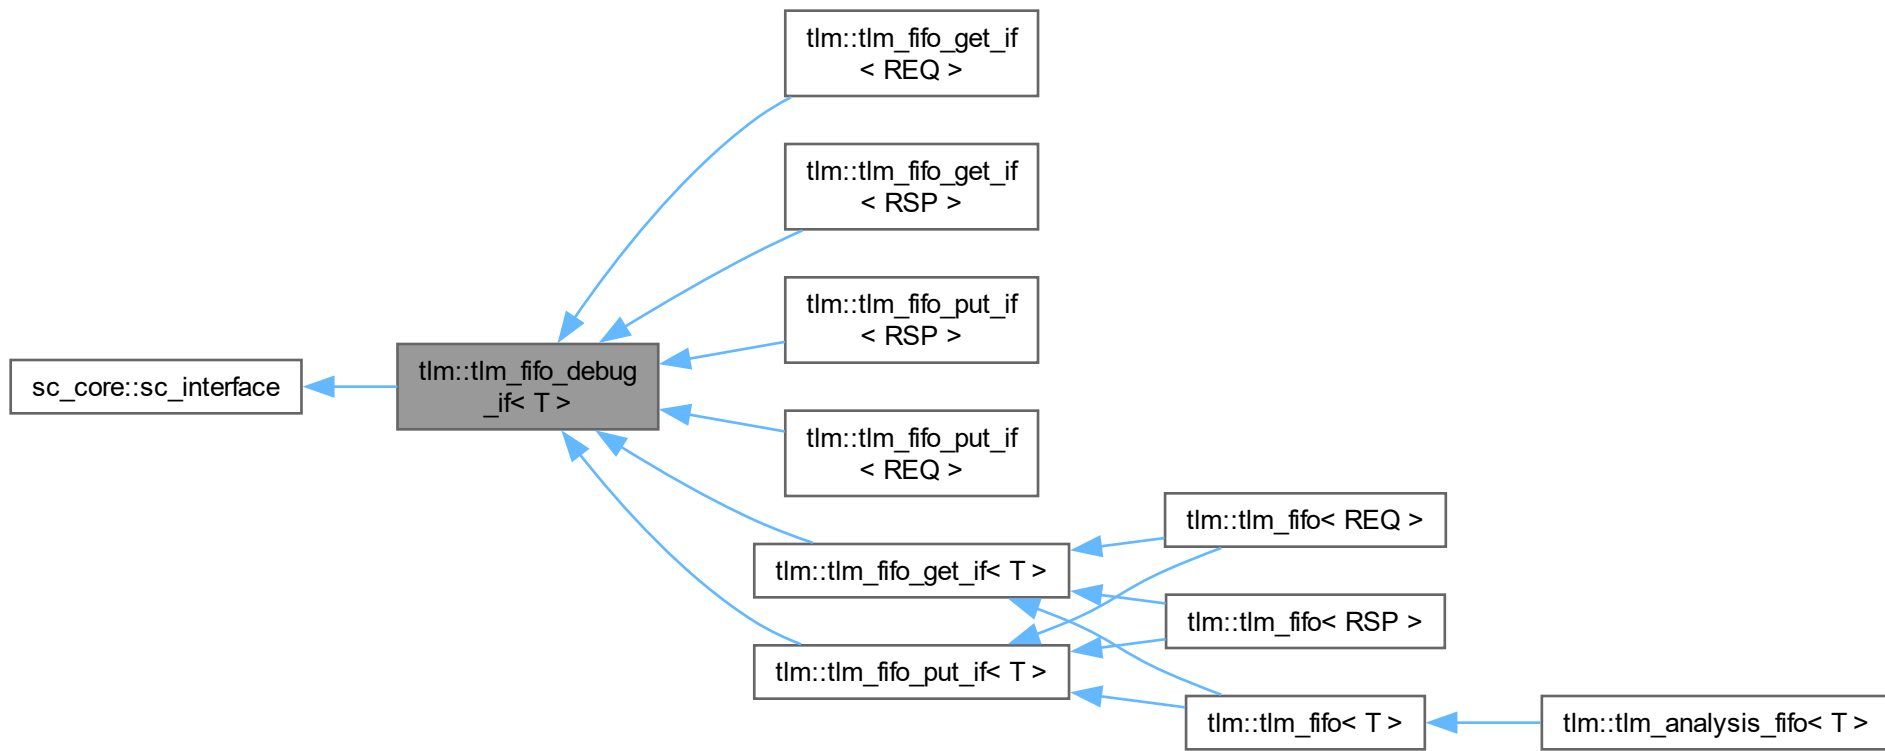 tlm::tlm_fifo_get_if
< REQ >
tlm::tlm_fifo_get_if
< RSP >
tlm::tlm_fifo_put_if
< RSP >
sc_core::sc_interface
tlm::tlm_fifo_debug
_if< T >
tlm::tlm_fifo_put_if
< REQ >
tlm::tlm_fifo< REQ >
tlm::tlm_fifo_get_if< T >
tlm::tlm_fifo< RSP >
tlm::tlm_fifo_put_if< T >
tlm::tlm_fifo< T >
tlm::tlm_analysis_fifo< T >